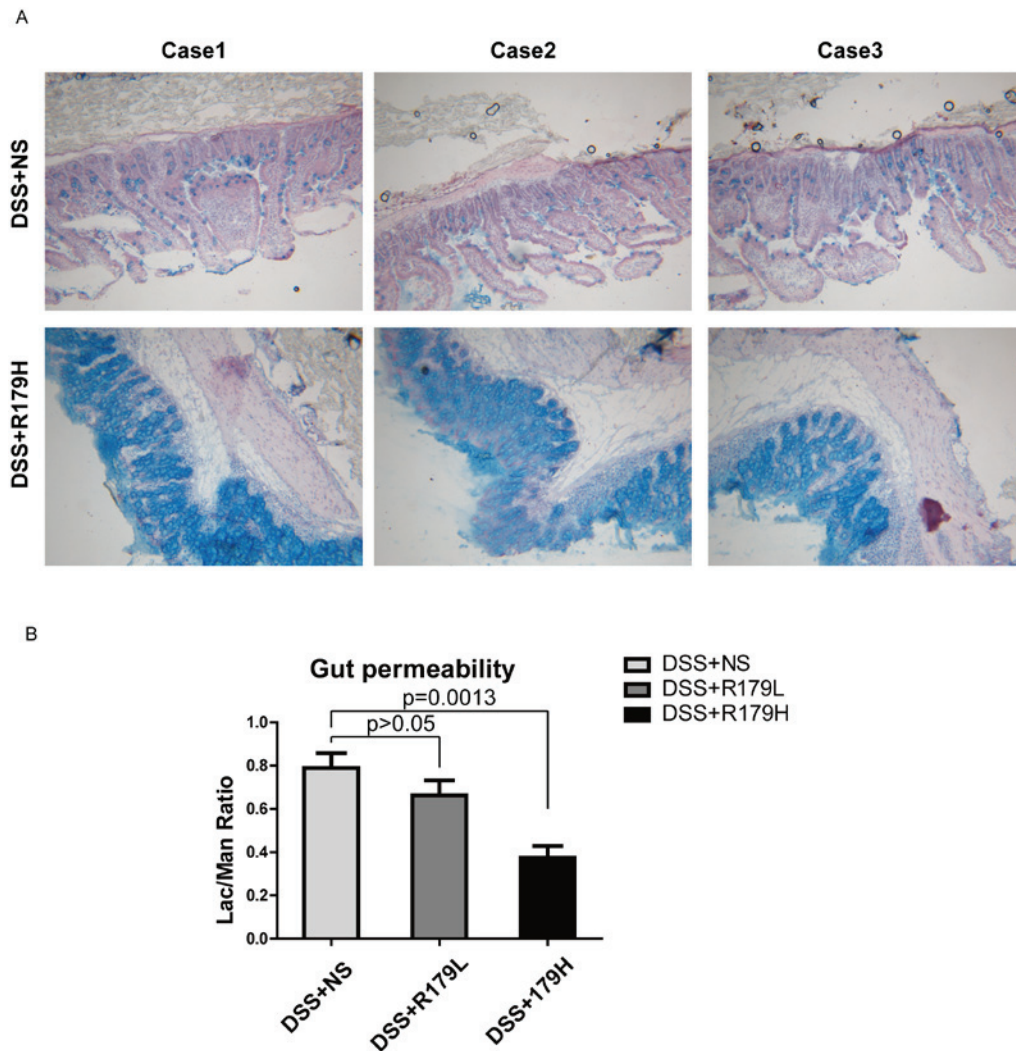 A
Case1
Case2
Case3
DSS+NS
DSS+R179H
B
Gut permeability
p=0.0013
p>0.05
DSS+NS
DSS+R179L
DSS+R179H
Lac/Man Ratio
1.0
0.8
0.6
0.4
0.2
0.0
DSS+NS
DSS+R179L
DSS+179H